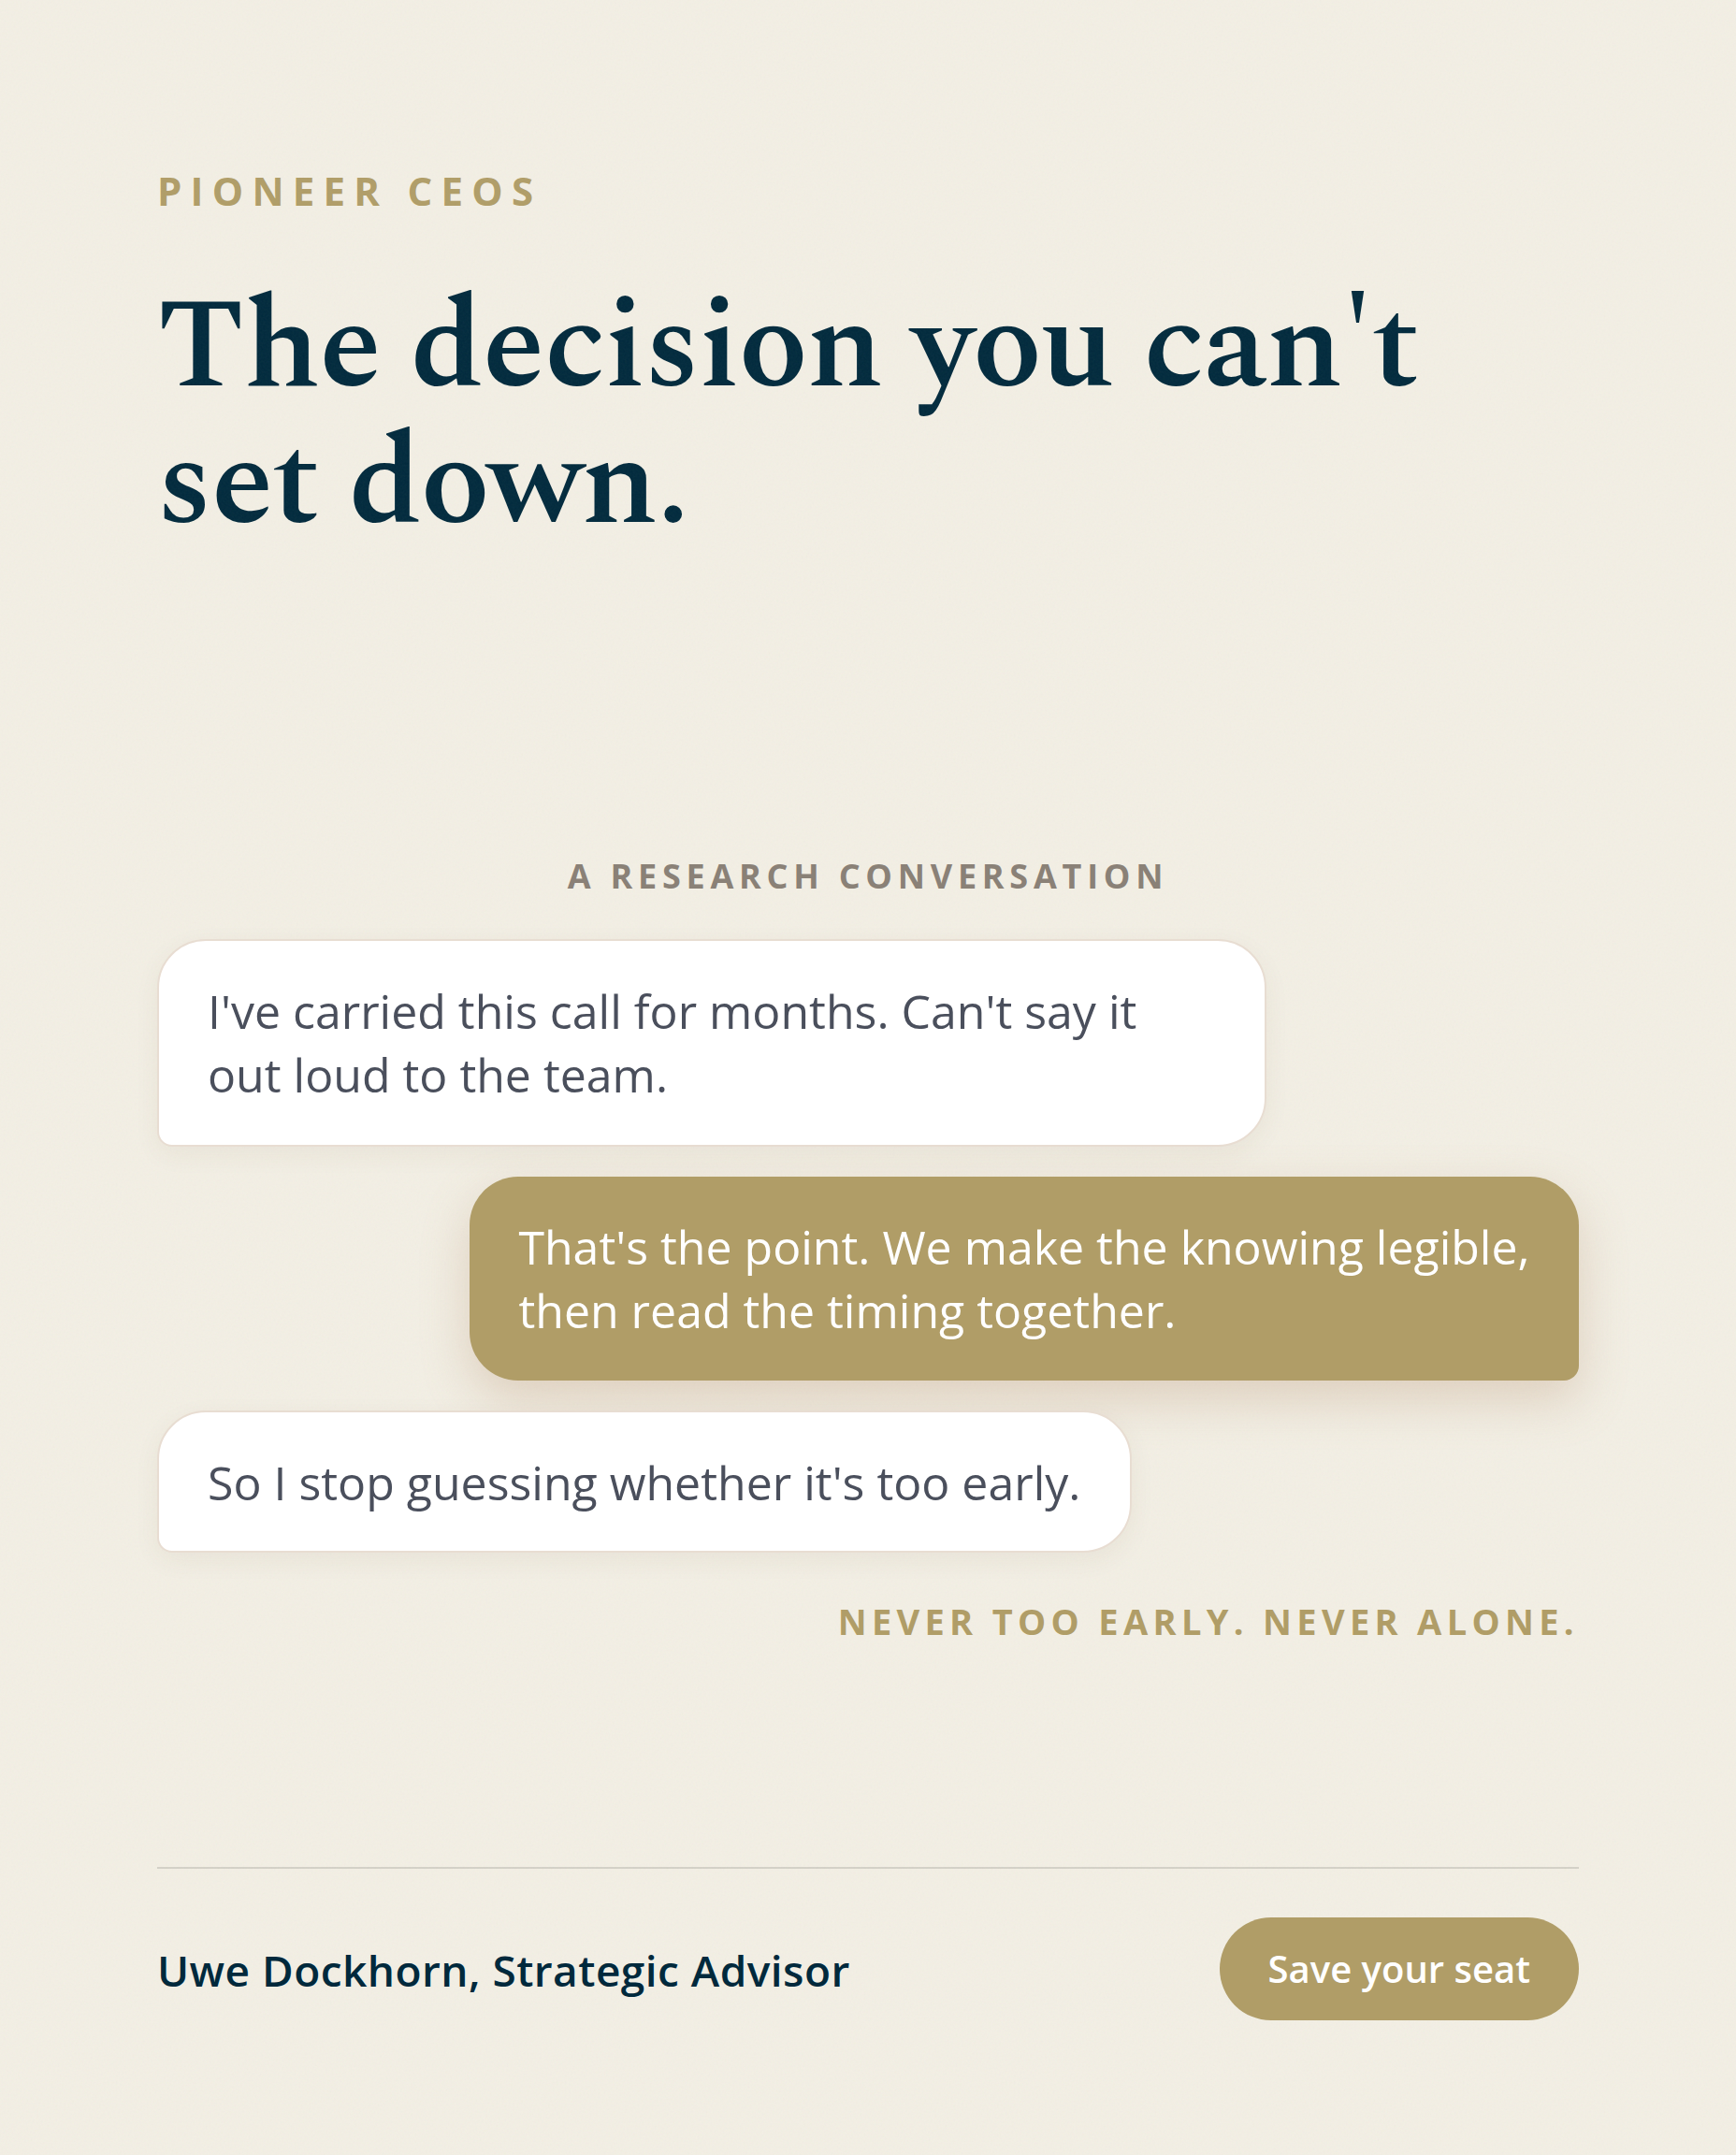 PIONEER CEOS
The decision you can't
set down.
A RESEARCH CONVERSATION
I've carried this call for months. Can't say it
out loud to the team.
That's the point. We make the knowing legible,
then read the timing together.
So I stop guessing whether it's too early.
NEVER TOO EARLY. NEVER ALONE.
Uwe Dockhorn, Strategic Advisor
Save your seat